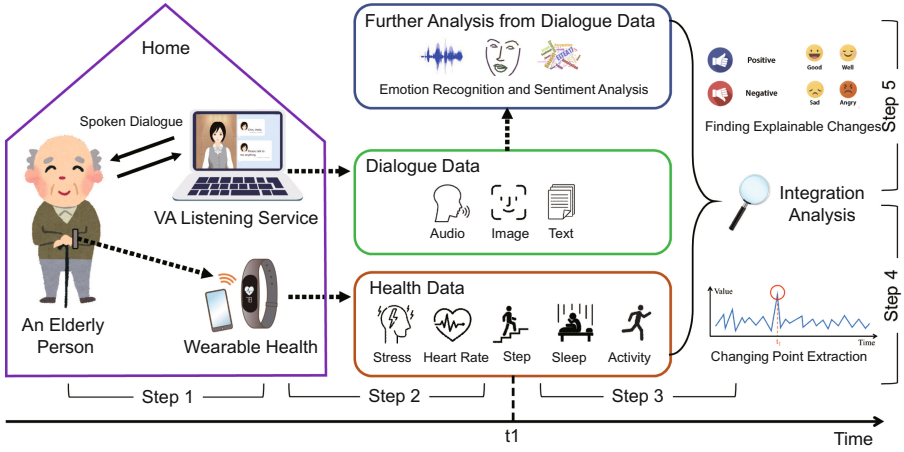 Home
Spoken Dialogue
VA Listening Service
An Elderly
Person
Wearable Health
Further Analysis from Dialogue Data
Emotion Recognition and Sentiment Analysis
Dialogue Data
Audio
Image
Text
Health Data
Stress
Heart Rate
Step
Sleep
Activity
Positive
Good
Well
Negative
Sad
Angry
Finding Explainable Changes
Integration
Analysis
Value
t1
Time
Changing Point Extraction
Step 5
Step 4
Step 1
Step 2
Step 3
t1
Time